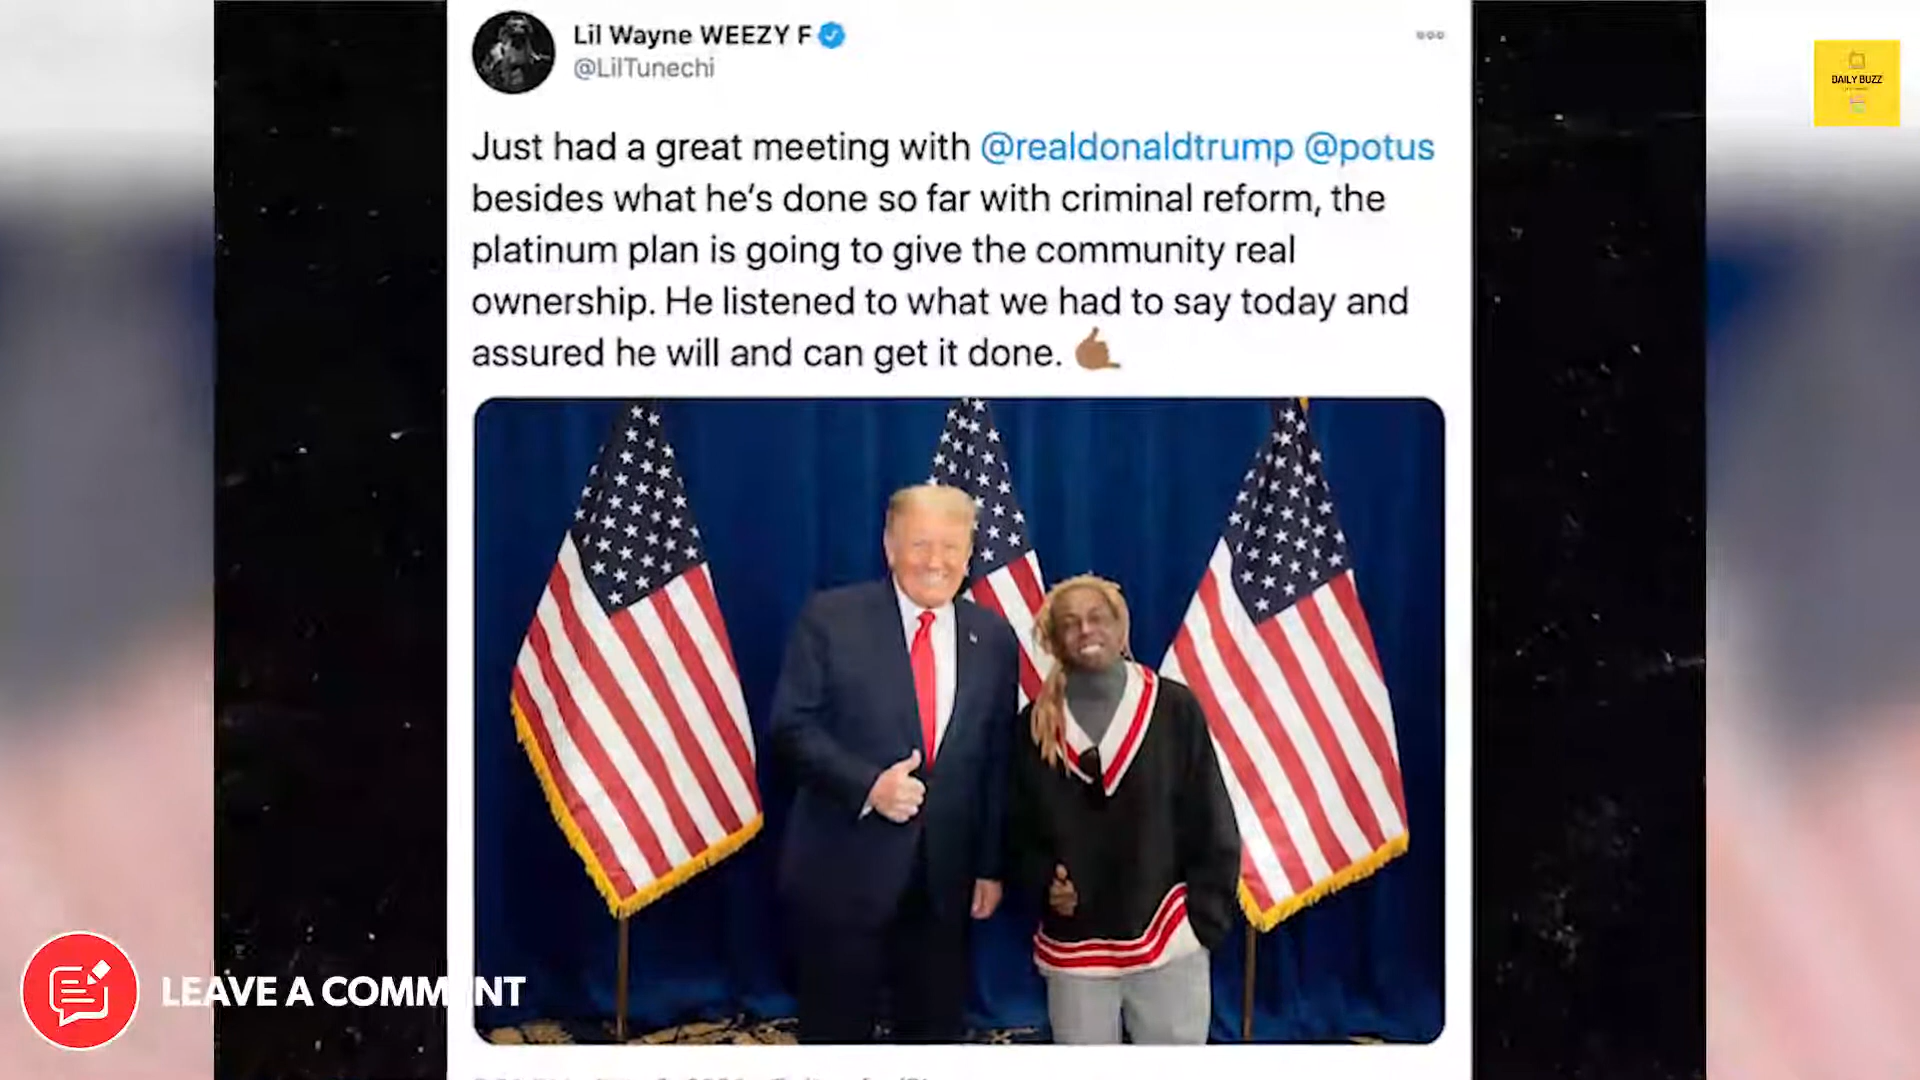 Lil Wayne WEEZY F
@LilTunechi
DAILY BUZZ
Just had a great meeting with @realdonaldtrump @potus
besides what he's done so far with criminal reform, the
platinum plan is going to give the community real
ownership. He listened to what we had to say today and
assured he will and can get it done. 🤙🏾
LEAVE A COMMENT